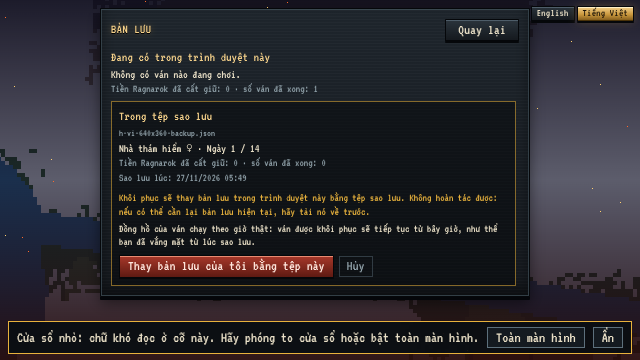 English
Tiếng Việt
BẢN LƯU
Quay lại
Đang có trong trình duyệt này
Không có ván nào đang chơi.
Tiền Ragnarok đã cất giữ: 0 · số ván đã xong: 1
Trong tệp sao lưu
h-vi-640x360-backup.json
Nhà thám hiểm ♀ · Ngày 1 / 14
Tiền Ragnarok đã cất giữ: 0 · số ván đã xong: 0
Sao lưu lúc: 27/11/2026 05:49
Khôi phục sẽ thay bản lưu trong trình duyệt này bằng tệp sao lưu. Không hoàn tác được:
nếu có thể cần lại bản lưu hiện tại, hãy tải nó về trước.
Đồng hồ của ván chạy theo giờ thật: ván được khôi phục sẽ tiếp tục từ bây giờ, như thể
bạn đã vắng mặt từ lúc sao lưu.
Thay bản lưu của tôi bằng tệp này
Hủy
Cửa sổ nhỏ: chữ khó đọc ở cỡ này. Hãy phóng to cửa sổ hoặc bật toàn màn hình.
Toàn màn hình
Ẩn